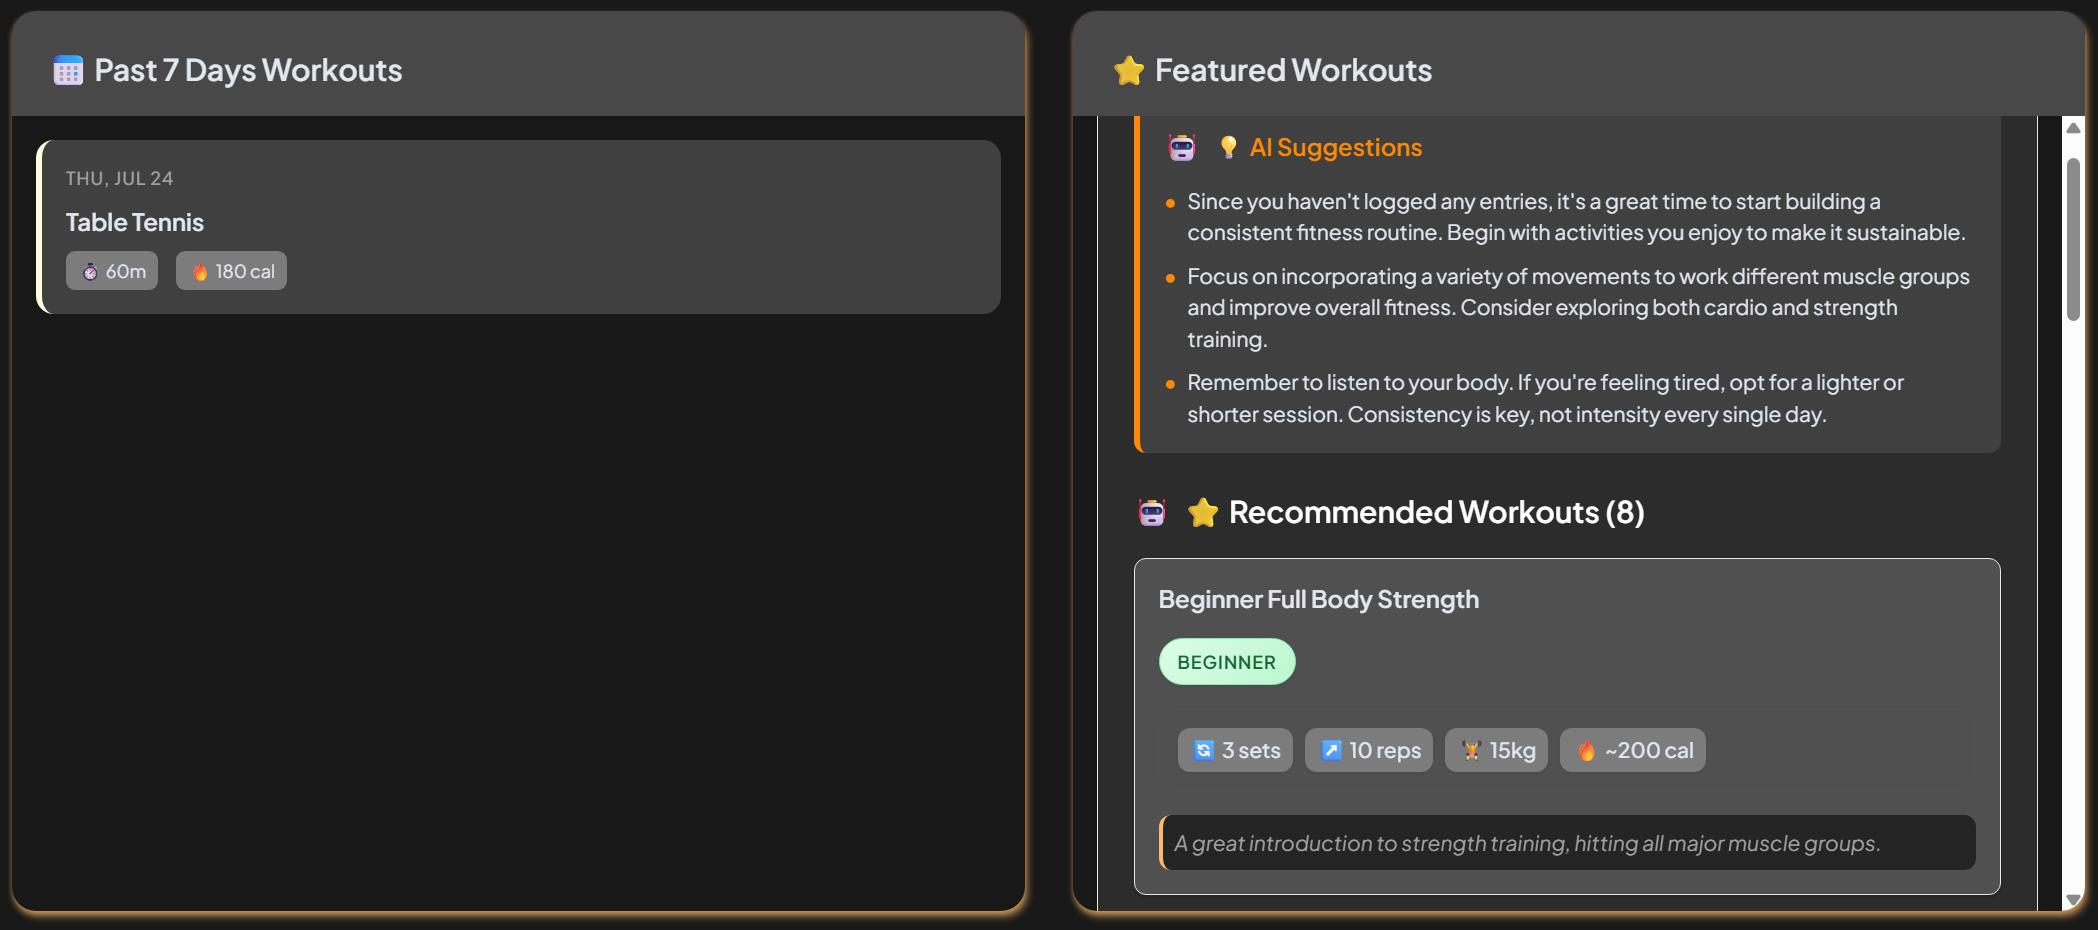 Past 7 Days Workouts
THU, JUL 24
Table Tennis
60m
180 cal
Featured Workouts
AI Suggestions
Since you haven't logged any entries, it's a great time to start building a
consistent fitness routine. Begin with activities you enjoy to make it sustainable.
Focus on incorporating a variety of movements to work different muscle groups
and improve overall fitness. Consider exploring both cardio and strength
training.
Remember to listen to your body. If you're feeling tired, opt for a lighter or
shorter session. Consistency is key, not intensity every single day.
Recommended Workouts (8)
Beginner Full Body Strength
BEGINNER
3 sets
10 reps
15kg
~200 cal
A great introduction to strength training, hitting all major muscle groups.